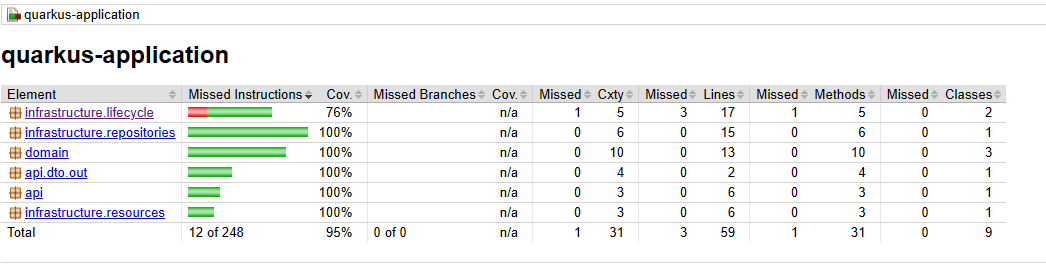 quarkus-application
quarkus-application
Element Missed Instructions Cov. Missed Branches Cov. Missed Cxty Missed Lines Missed Methods Missed Classes
infrastructure.lifecycle 76% n/a 1 5 3 17 1 5 0 2
infrastructure.repositories 100% n/a 0 6 0 15 0 6 0 1
domain 100% n/a 0 10 0 13 0 10 0 3
api.dto.out 100% n/a 0 4 0 2 0 4 0 1
api 100% n/a 0 3 0 6 0 3 0 1
infrastructure.resources 100% n/a 0 3 0 6 0 3 0 1
Total 12 of 248 95% 0 of 0 n/a 1 31 3 59 1 31 0 9